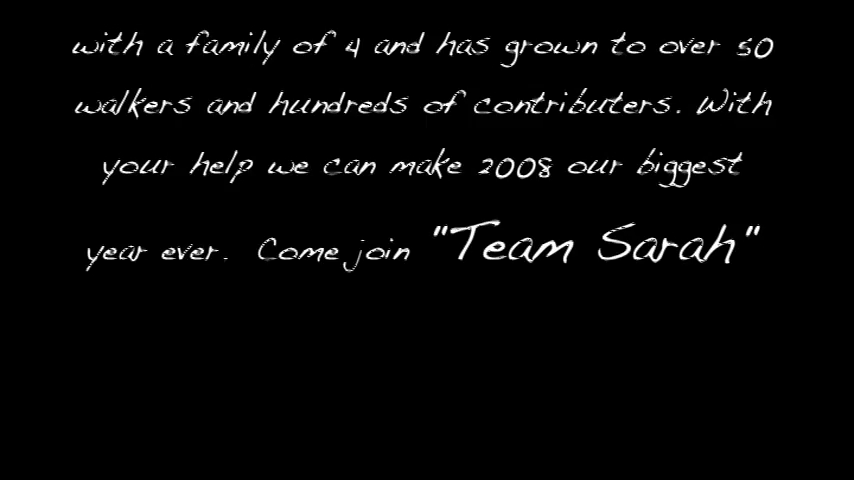 with a family of 4 and has grown to over 50
walkers and hundreds of contributers. With
your help we can make 2008 our biggest
year ever. Come join "Team Sarah"